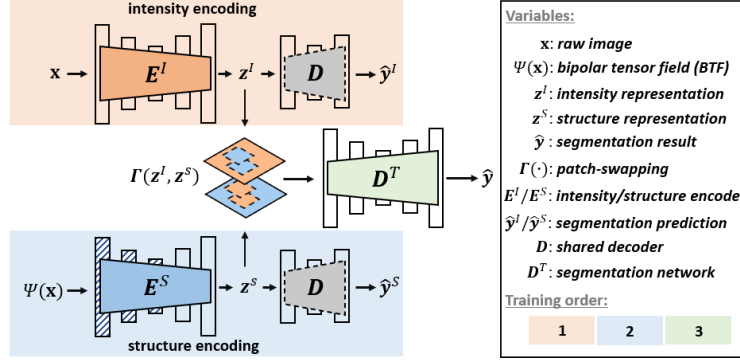 intensity encoding
x
E^I
z^I
D
ŷ^I
Γ(z^I, z^s)
D^T
ŷ
Ψ(x)
E^S
z^s
D
ŷ^S
structure encoding
Variables:
x: raw image
Ψ(x): bipolar tensor field (BTF)
z^I: intensity representation
z^S: structure representation
ŷ: segmentation result
Γ(·): patch-swapping
E^I/E^S: intensity/structure encode
ŷ^I/ŷ^S: segmentation prediction
D: shared decoder
D^T: segmentation network
Training order:
1 2 3